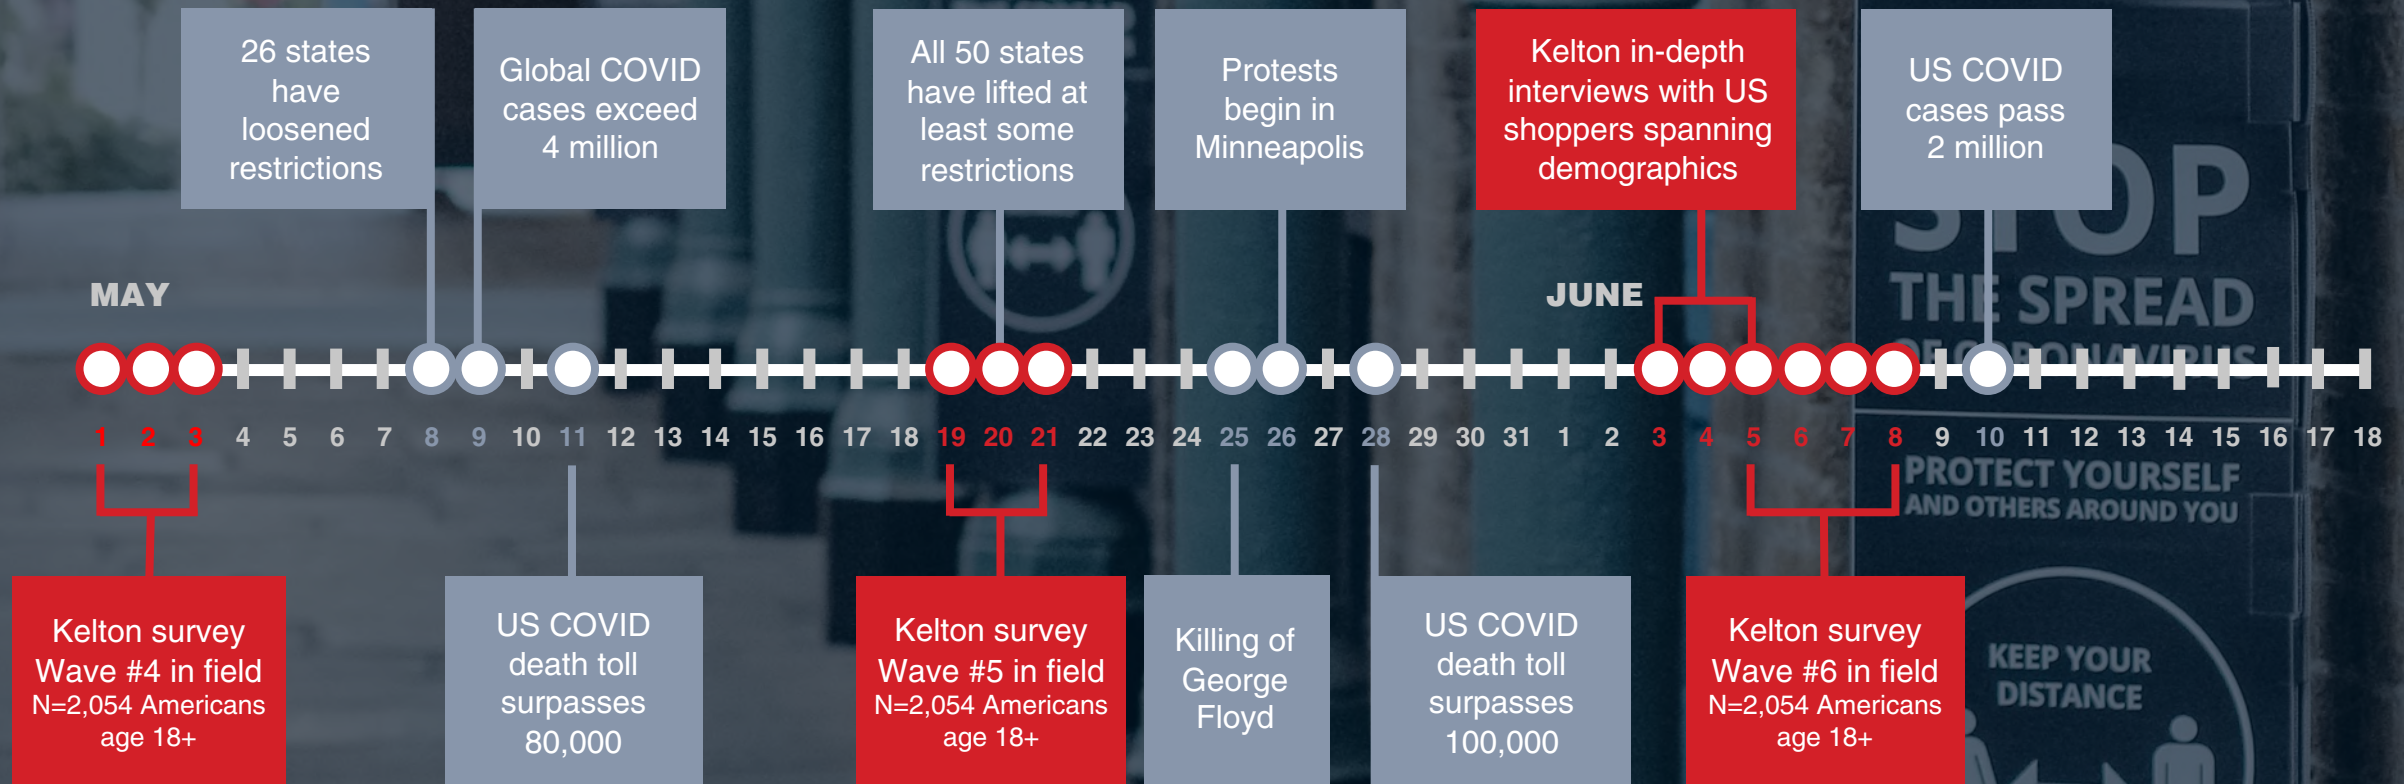 26 states
have
loosened
restrictions
Global COVID
cases exceed
4 million
All 50 states
have lifted at
least some
restrictions
Protests
begin in
Minneapolis
Kelton in-depth
interviews with US
shoppers spanning
demographics
US COVID
cases pass
2 million
MAY
JUNE
1 2 3 4 5 6 7 8 9 10 11 12 13 14 15 16 17 18 19 20 21 22 23 24 25 26 27 28 29 30 31 1 2 3 4 5 6 7 8 9 10 11 12 13 14 15 16 17 18
Kelton survey
Wave #4 in field
N=2,054 Americans
age 18+
US COVID
death toll
surpasses
80,000
Kelton survey
Wave #5 in field
N=2,054 Americans
age 18+
Killing of
George
Floyd
US COVID
death toll
surpasses
100,000
Kelton survey
Wave #6 in field
N=2,054 Americans
age 18+
STOP
THE SPREAD
OF CORONAVIRUS
PROTECT YOURSELF
AND OTHERS AROUND YOU
KEEP YOUR
DISTANCE